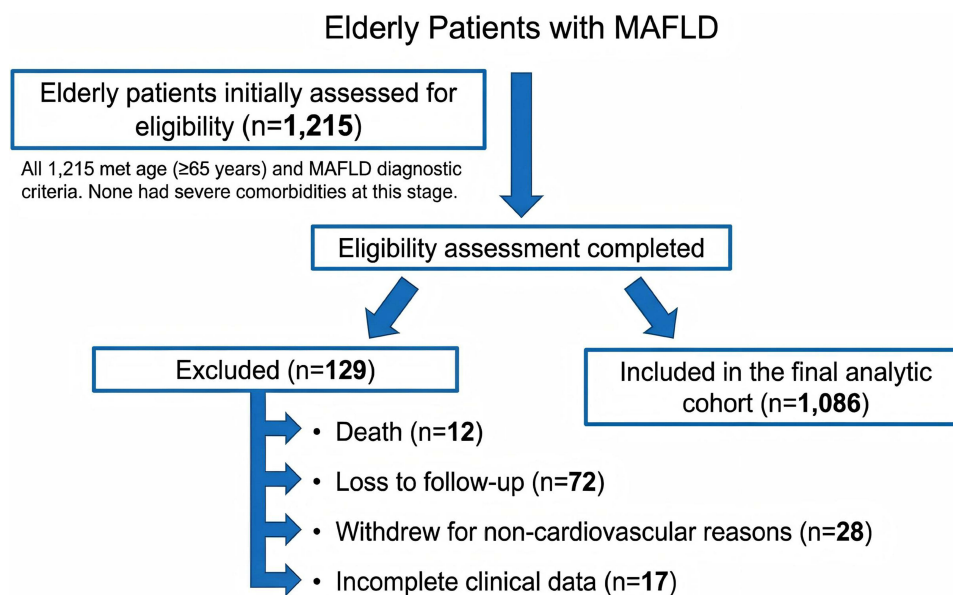 Elderly Patients with MAFLD
Elderly patients initially assessed for
eligibility (n=1,215)
All 1,215 met age (≥65 years) and MAFLD diagnostic
criteria. None had severe comorbidities at this stage.
Eligibility assessment completed
Excluded (n=129)
• Death (n=12)
• Loss to follow-up (n=72)
• Withdrew for non-cardiovascular reasons (n=28)
• Incomplete clinical data (n=17)
Included in the final analytic
cohort (n=1,086)